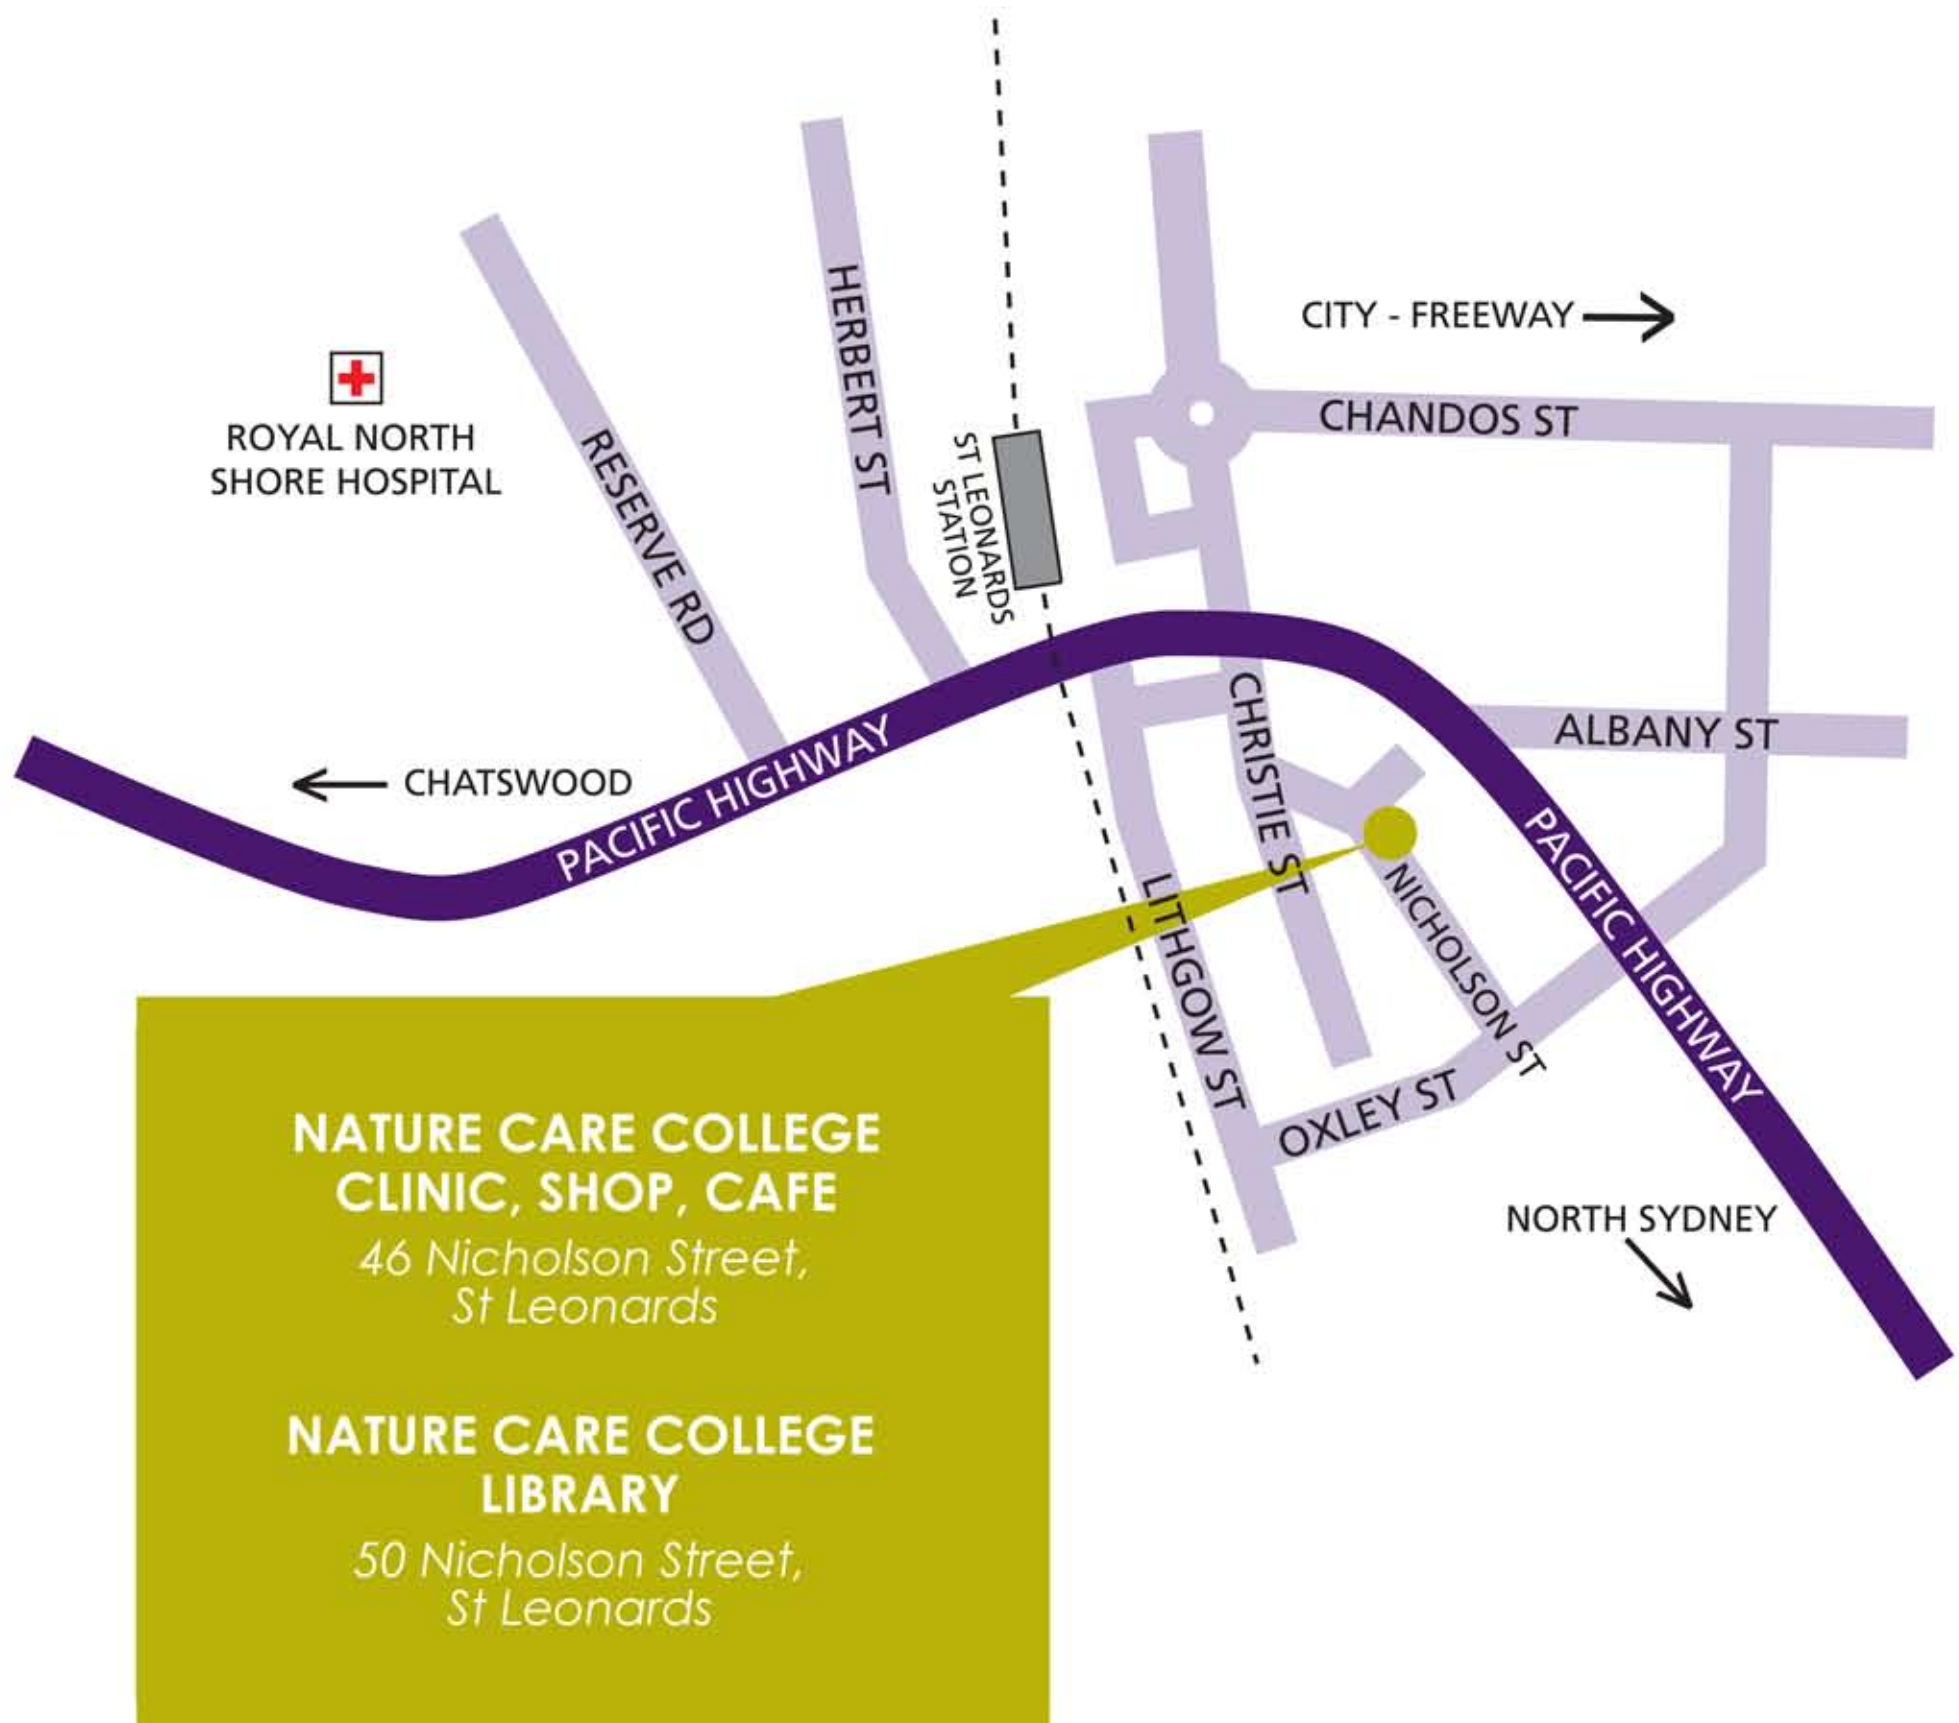 HERBERT ST
CITY - FREEWAY
CHANDOS ST
ROYAL NORTH
SHORE HOSPITAL
RESERVE RD
ST LEONARDS
STATION
CHRISTIE ST
ALBANY ST
CHATSWOOD
PACIFIC HIGHWAY
PACIFIC HIGHWAY
LITHGOW ST
NICHOLSON ST
OXLEY ST
NORTH SYDNEY
NATURE CARE COLLEGE
CLINIC, SHOP, CAFE
46 Nicholson Street,
St Leonards
NATURE CARE COLLEGE
LIBRARY
50 Nicholson Street,
St Leonards